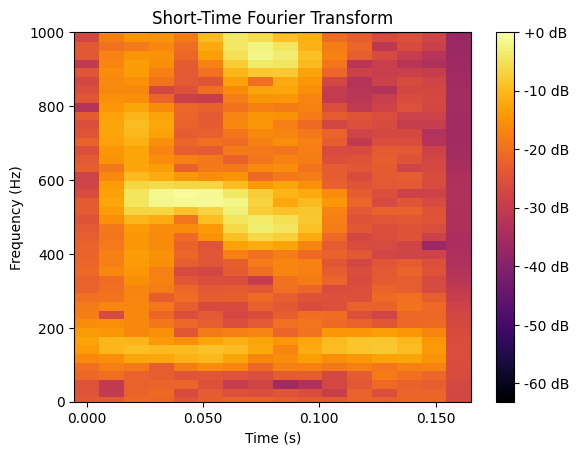 Short-Time Fourier Transform
1000
800
600
400
200
0
Frequency (Hz)
0.000
0.050
0.100
0.150
Time (s)
+0 dB
-10 dB
-20 dB
-30 dB
-40 dB
-50 dB
-60 dB